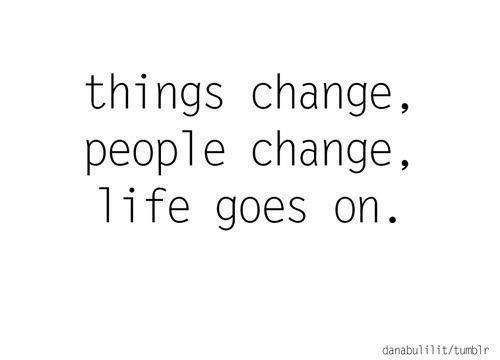 things change,
people change,
life goes on.
danabulilit/tumblr